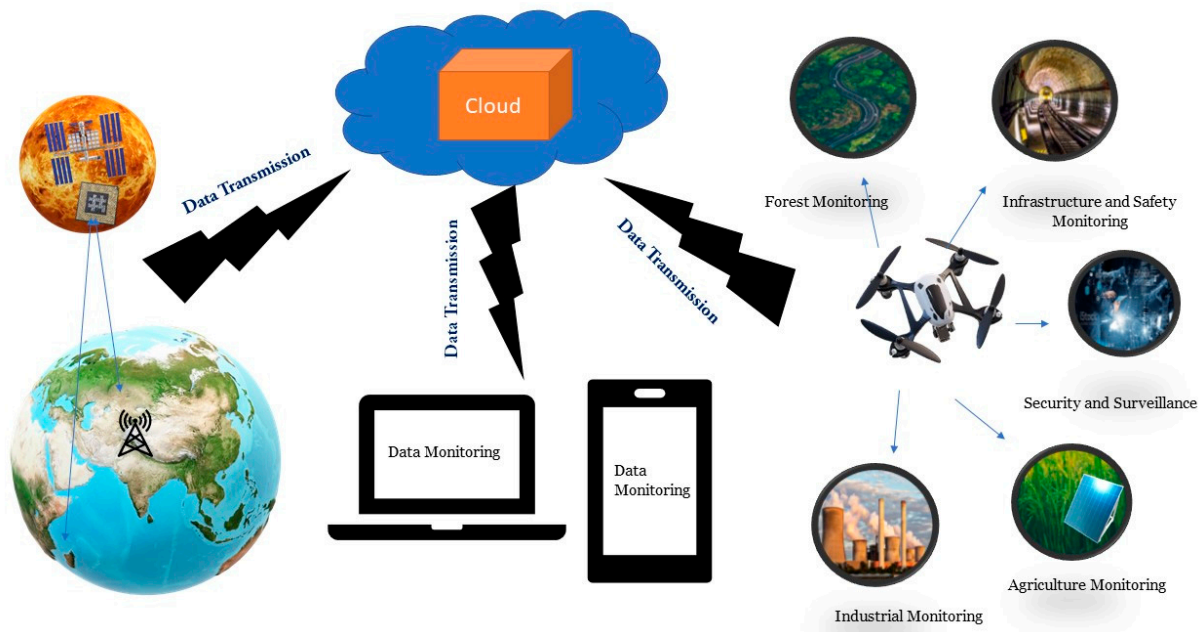 Cloud
Data Transmission
Data Transmission
Data Transmission
Data Monitoring
Data
Monitoring
Forest Monitoring
Infrastructure and Safety
Monitoring
Security and Surveillance
Agriculture Monitoring
Industrial Monitoring